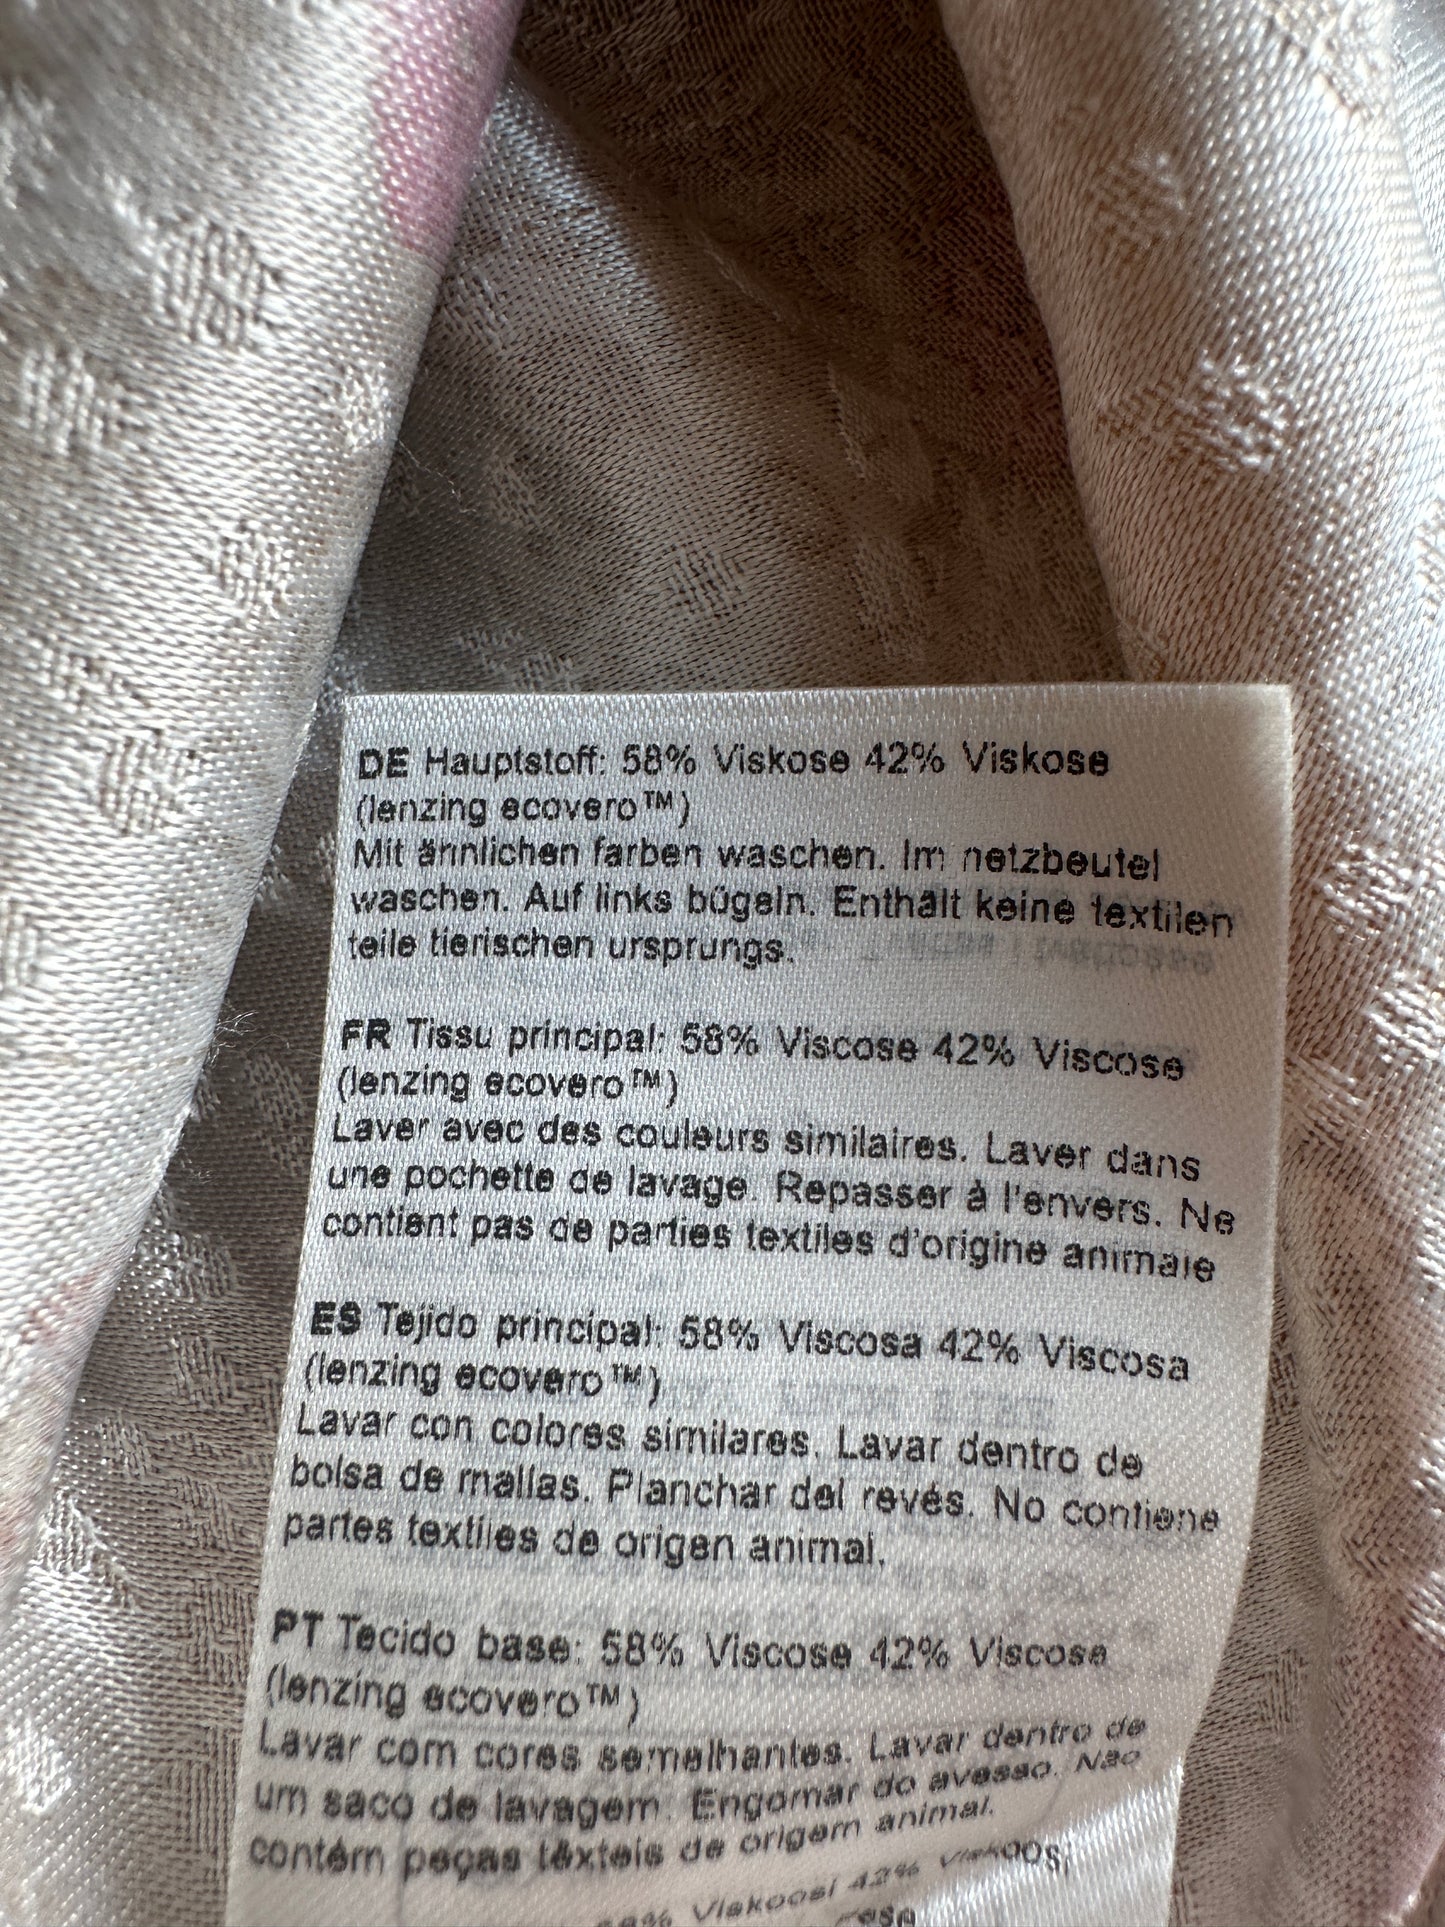 DE Hauptstoff: 58% Viskose 42% Viskose
(lenzing ecovero™)
Mit ähnlichen farben waschen. Im netzbeutel
waschen. Auf links bügeln. Enthält keine textilen
teile tierischen ursprungs.
FR Tissu principal: 58% Viscose 42% Viscose
(lenzing ecovero™)
Laver avec des couleurs similaires. Laver dans
une pochette de lavage. Repasser à l'envers. Ne
contient pas de parties textiles d'origine animale
ES Tejido principal: 58% Viscosa 42% Viscosa
(lenzing ecovero™)
Lavar con colores similares. Lavar dentro de
bolsa de mallas. Planchar del revés. No contiene
partes textiles de origen animal.
PT Tecido base: 58% Viscose 42% Viscose
(lenzing ecovero™)
Lavar com cores semelhantes. Lavar dentro de
um saco de lavagem. Engomar do avesso. Não
contém peças têxteis de origem animal.
58% Viskoosi 42% Viskoosi